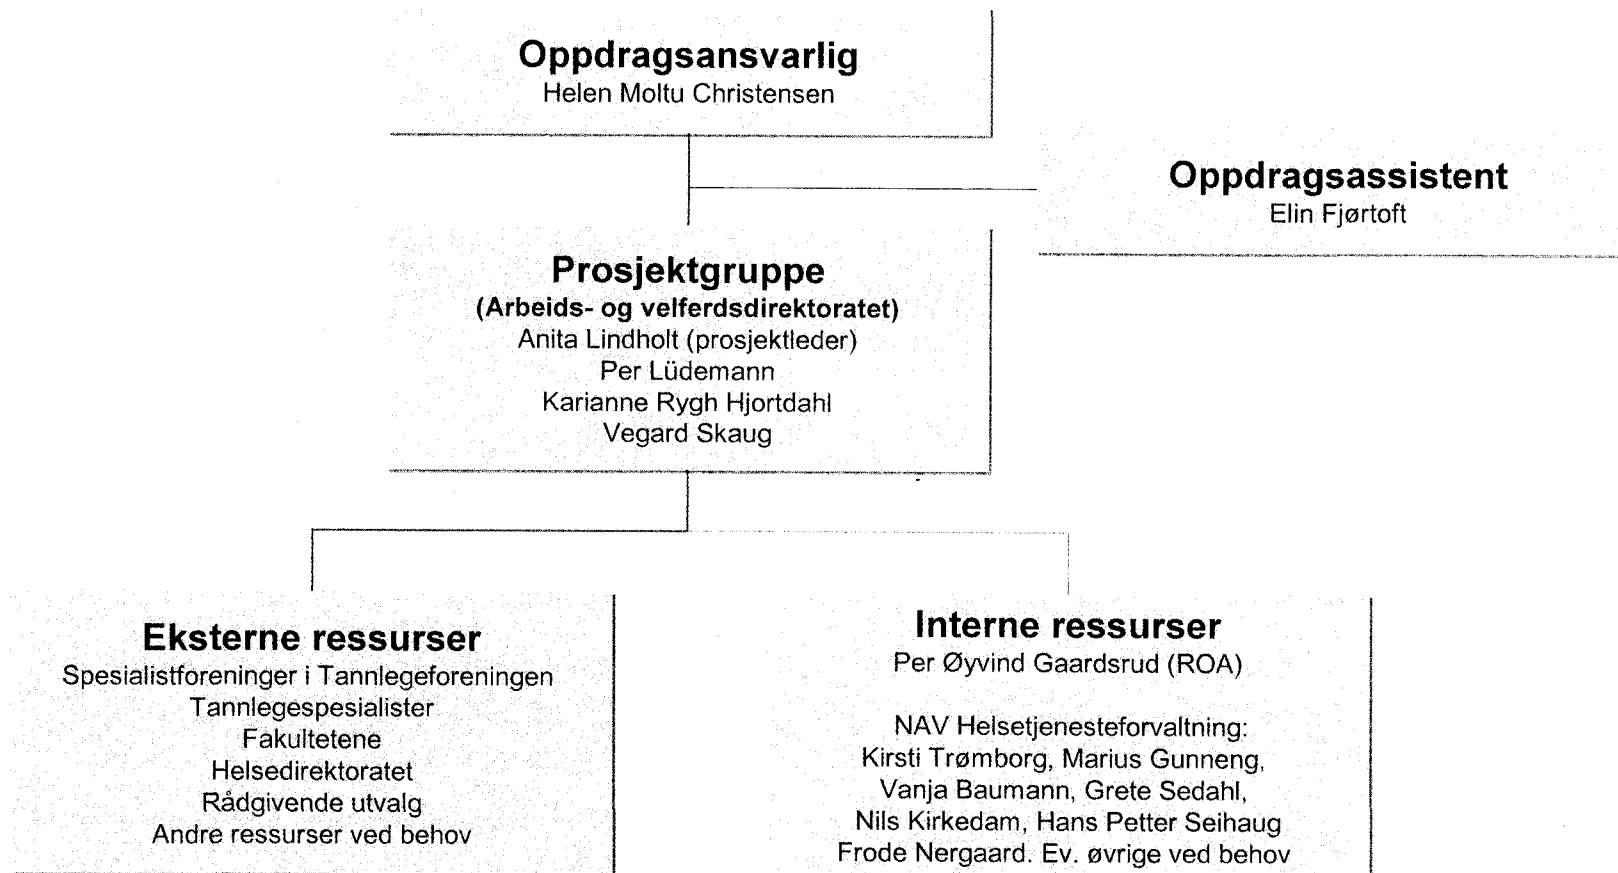 Oppdragsansvarlig
Helen Moltu Christensen
Oppdragsassistent
Elin Fjørtoft
Prosjektgruppe
(Arbeids- og velferdsdirektoratet)
Anita Lindholt (prosjektleder)
Per Lüdemann
Karianne Rygh Hjortdahl
Vegard Skaug
Eksterne ressurser
Spesialistforeninger i Tannlegeforeningen
Tannlegespesialister
Fakultetene
Helsedirektoratet
Rådgivende utvalg
Andre ressurser ved behov
Interne ressurser
Per Øyvind Gaardsrud (ROA)
NAV Helsetjenesteforvaltning:
Kirsti Trømborg, Marius Gunneng,
Vanja Baumann, Grete Sedahl,
Nils Kirkedam, Hans Petter Seihaug
Frode Nergaard. Ev. øvrige ved behov